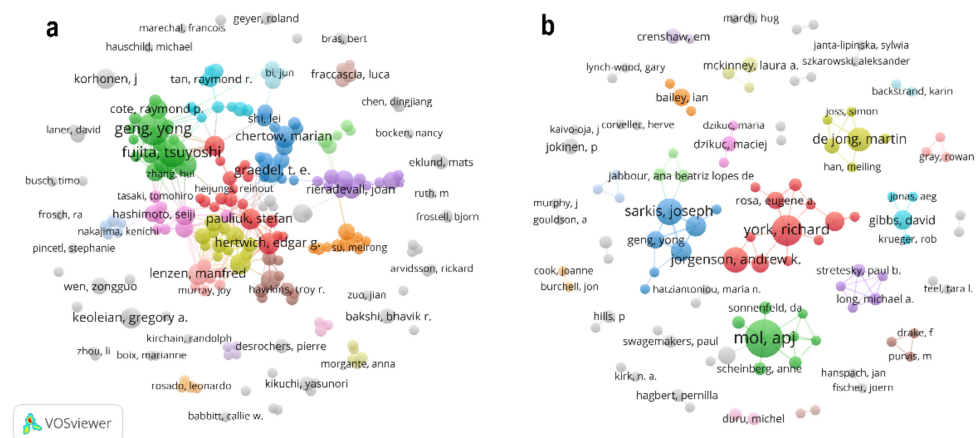 a
geyer, roland
marechal, francois
bras, bert
hauschild, michael
korhonen, j
tan, raymond r.
bi, jun
fraccascia, luca
cote, raymond p.
chen, dingjiang
shi, lei
geng, yong
chertow, marian
laner, david
bocken, nancy
fujita, tsuyoshi
zhang, hui
graedel, t. e.
eklund, mats
busch, timo
heijungs, reinout
tasaki, tomohiro
rieradevall, joan
ruth, m
frosch, ra
hashimoto, seiji
pauliuk, stefan
frossell, bjorn
nakajima, kenichi
pincetl, stephanie
hertwich, edgar g.
su, meirong
lenzen, manfred
arvidsson, rickard
wen, zongguo
murray, joy
hawkins, troy r.
zuo, jian
keoleian, gregory a.
bakshi, bhavik r.
kirchain, randolph
zhou, li
boix, marianne
desrochers, pierre
morgante, anna
rosado, leonardo
kikuchi, yasunori
babbitt, callie w.
VOSviewer
b
march, hug
crenshaw, em
janta-lipinska, sylwia
szkarowski, aleksander
lynch-wood, gary
mckinney, laura a.
backstrand, karin
bailey, ian
joss, simon
kaivo-oja, j
corvellec, herve
dzikuc, maria
de jong, martin
jokinen, p
dzikuc, maciej
gray, rowan
han, meiling
jabbour, ana beatriz lopes de
murphy, j
rosa, eugene a.
jonas, aeg
gouldson, a
sarkis, joseph
gibbs, david
geng, yong
york, richard
krueger, rob
cook, joanne
jorgenson, andrew k.
stretesky, paul b.
burchell, jon
hatziantoniou, maria n.
long, michael a.
teel, tara l.
hills, p
sonnenfeld, da
drake, f
swagemakers, paul
mol, apj
purvis, m
scheinberg, anne
kirk, n. a.
hanspach, jan
fischer, joern
hagbert, pernilla
duru, michel